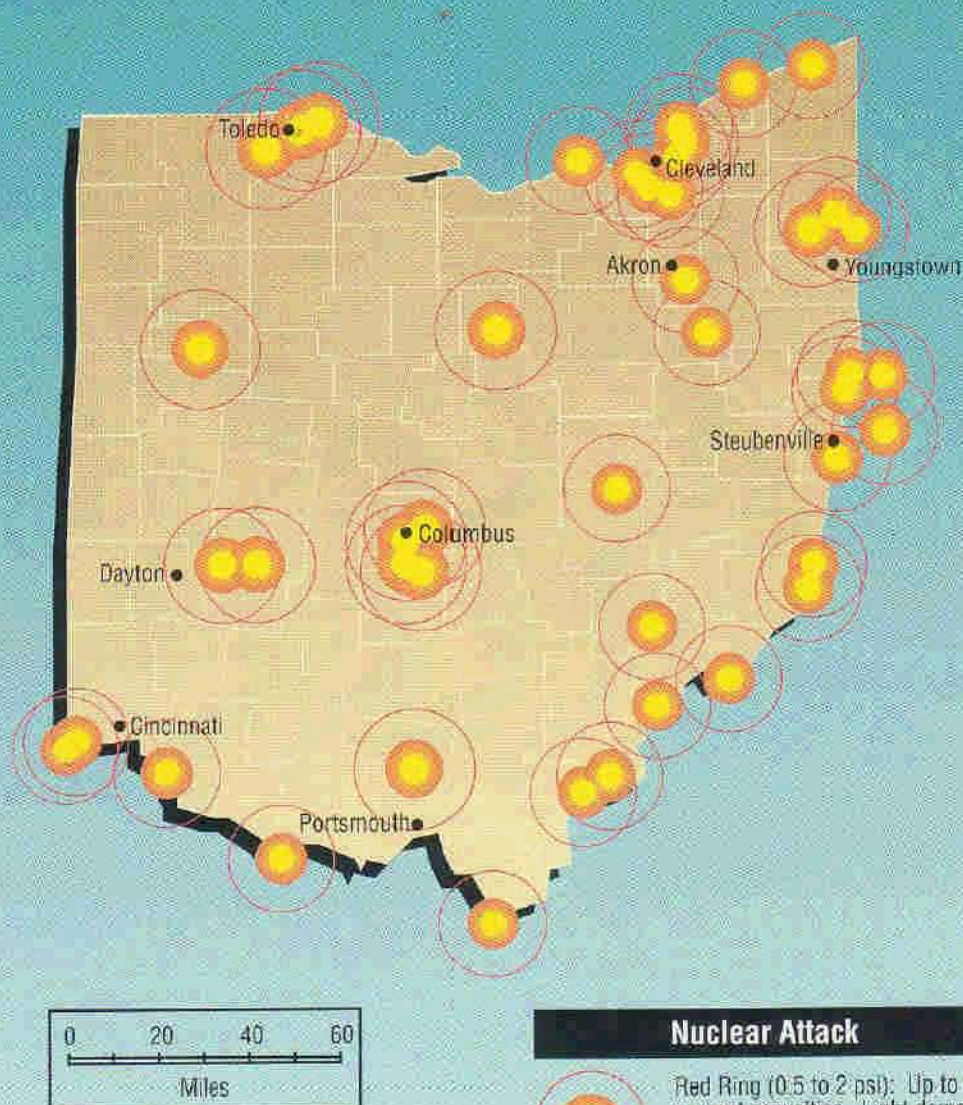 Toledo
Cleveland
Akron
Youngstown
Steubenville
Columbus
Dayton
Cincinnati
Portsmouth
0 20 40 60
Miles
Nuclear Attack
Red Ring (0.5 to 2 psi): Up to